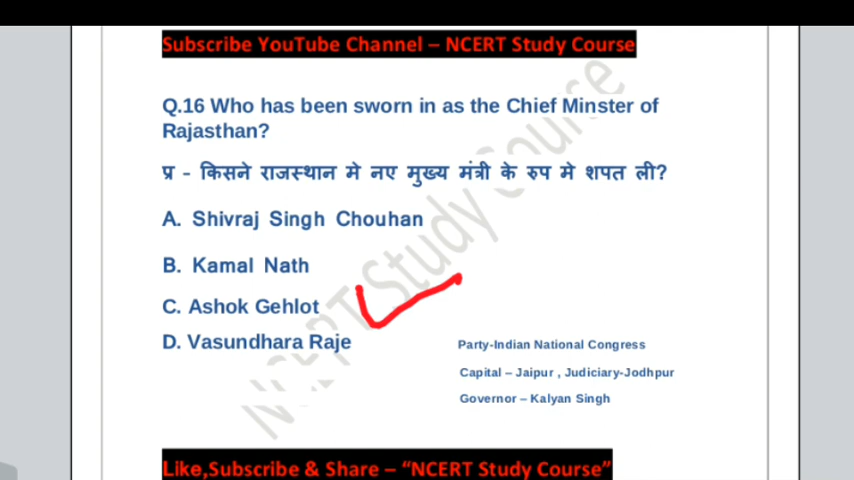 Subscribe YouTube Channel – NCERT Study Course
Q.16 Who has been sworn in as the Chief Minster of
Rajasthan?
प्र - किसने राजस्थान मे नए मुख्य मंत्री के रुप मे शपत ली?
A. Shivraj Singh Chouhan
B. Kamal Nath
C. Ashok Gehlot
D. Vasundhara Raje
Party-Indian National Congress
Capital – Jaipur , Judiciary-Jodhpur
Governor – Kalyan Singh
NCERT Study Course
Like,Subscribe & Share – “NCERT Study Course”